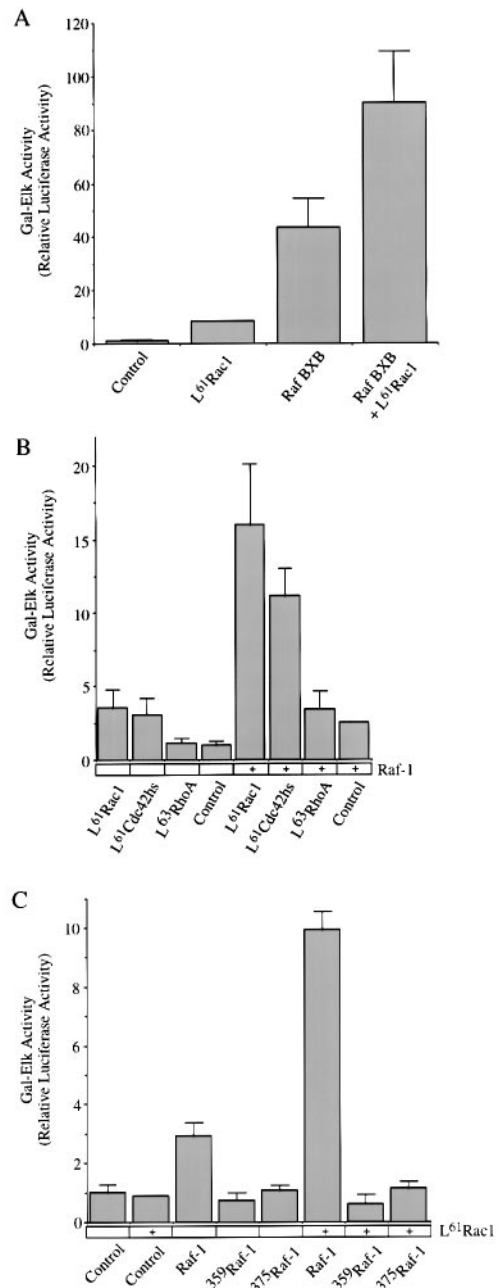 A
Gal-Elk Activity
(Relative Luciferase Activity)
120
100
80
60
40
20
0
Control
L⁶¹Rac1
Raf BXB
Raf BXB
+ L⁶¹Rac1
B
Gal-Elk Activity
(Relative Luciferase Activity)
20
15
10
5
0
+ + + + Raf-1
L⁶¹Rac1
L⁶¹Cdc42hs
L⁶³RhoA
Control
L⁶¹Rac1
L⁶¹Cdc42hs
L⁶³RhoA
Control
C
Gal-Elk Activity
(Relative Luciferase Activity)
10
8
6
4
2
0
+ + + + L⁶¹Rac1
Control
Control
Raf-1
359Raf-1
375Raf-1
Raf-1
359Raf-1
375Raf-1